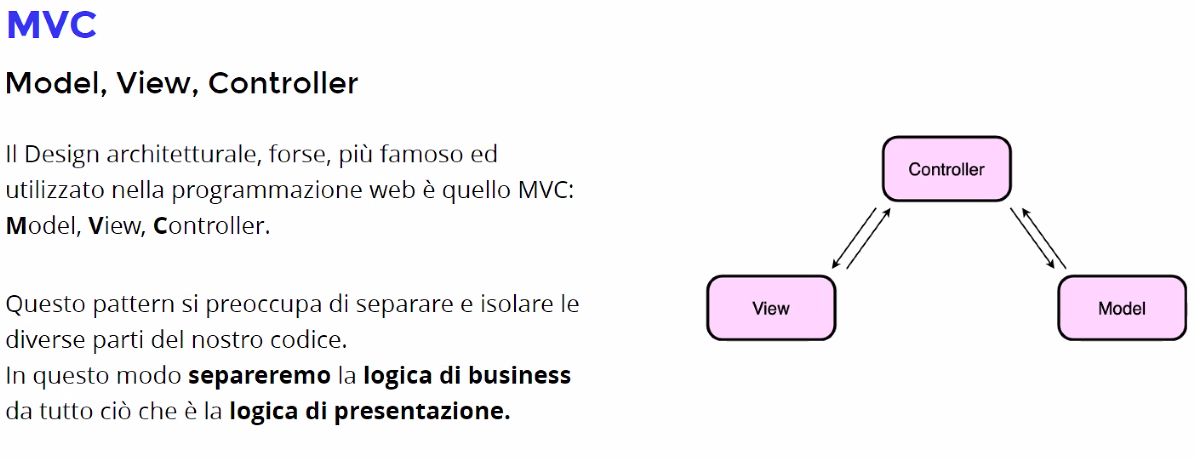 MVC
Model, View, Controller
Il Design architetturale, forse, più famoso ed
utilizzato nella programmazione web è quello MVC:
Model, View, Controller.
Questo pattern si preoccupa di separare e isolare le
diverse parti del nostro codice.
In questo modo separeremo la logica di business
da tutto ciò che è la logica di presentazione.
Controller
View
Model